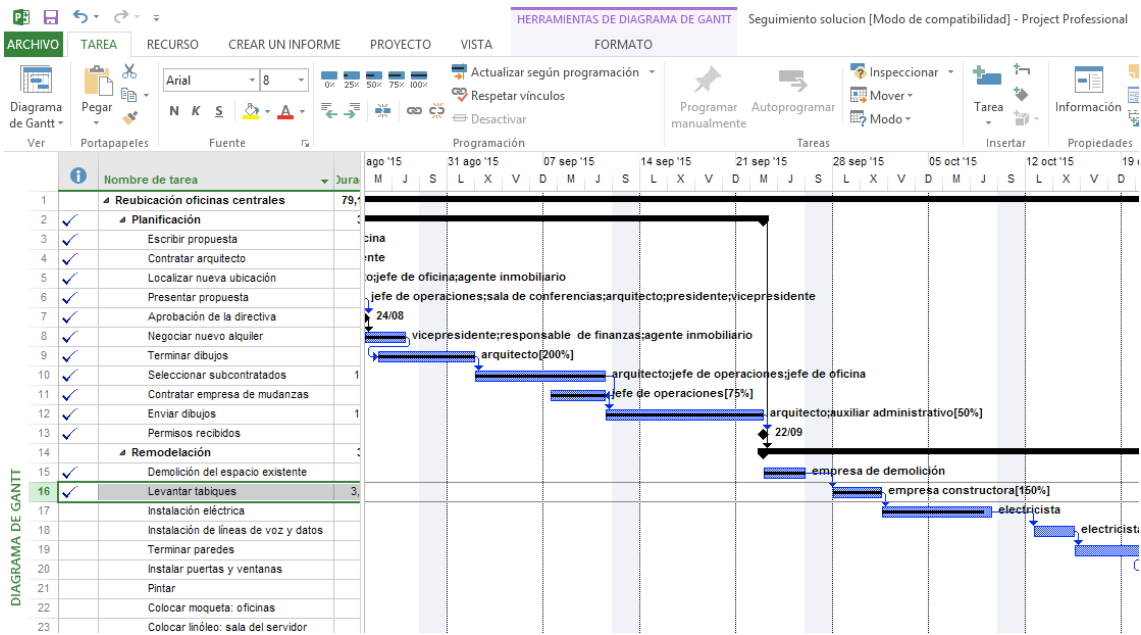 HERRAMIENTAS DE DIAGRAMA DE GANTT Seguimiento solucion [Modo de compatibilidad] - Project Professional
ARCHIVO TAREA RECURSO CREAR UN INFORME PROYECTO VISTA FORMATO
Diagrama de Gantt
Pegar
Arial 8
N K S A
0% 25% 50% 75% 100%
Actualizar según programación
Respetar vínculos
Desactivar
Programar manualmente
Autoprogramar
Inspeccionar
Mover
Modo
Tarea
Información
Ver Portapapeles Fuente Programación Tareas Insertar Propiedades
ago '15 31 ago '15 07 sep '15 14 sep '15 21 sep '15 28 sep '15 05 oct '15 12 oct '15 19
Nombre de tarea Dura M J S L X V D M J S L X V D M J S L X V D M J S L X V D
1 Reubicación oficinas centrales 79,
2 Planificación
3 Escribir propuesta cina
4 Contratar arquitecto nte
5 Localizar nueva ubicación o;jefe de oficina;agente inmobiliario
6 Presentar propuesta jefe de operaciones;sala de conferencias;arquitecto;presidente;vicepresidente
7 Aprobación de la directiva 24/08
8 Negociar nuevo alquiler vicepresidente;responsable de finanzas;agente inmobiliario
9 Terminar dibujos arquitecto[200%]
10 Seleccionar subcontratados 1 arquitecto;jefe de operaciones;jefe de oficina
11 Contratar empresa de mudanzas jefe de operaciones[75%]
12 Enviar dibujos 1 arquitecto;auxiliar administrativo[50%]
13 Permisos recibidos 22/09
14 Remodelación
15 Demolición del espacio existente empresa de demolición
16 Levantar tabiques 3, empresa constructora[150%]
17 Instalación eléctrica electricista
18 Instalación de líneas de voz y datos electricista
19 Terminar paredes
20 Instalar puertas y ventanas
21 Pintar
22 Colocar moqueta: oficinas
23 Colocar linóleo: sala del servidor
DIAGRAMA DE GANTT